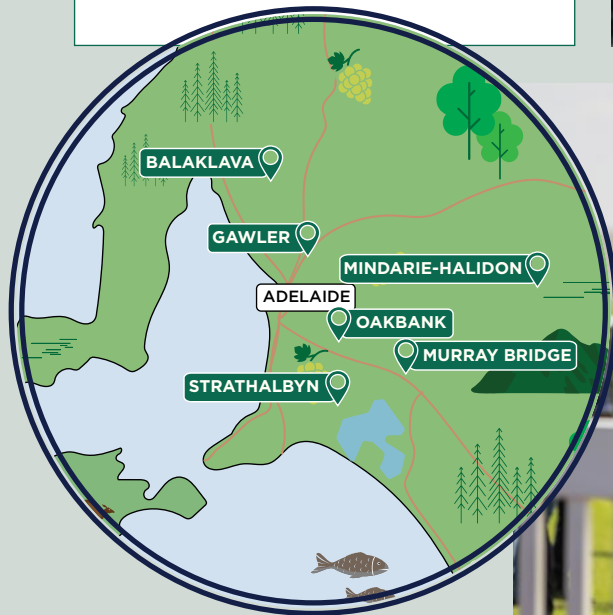 BALAKLAVA
GAWLER
MINDARIE-HALIDON
ADELAIDE
OAKBANK
MURRAY BRIDGE
STRATHALBYN